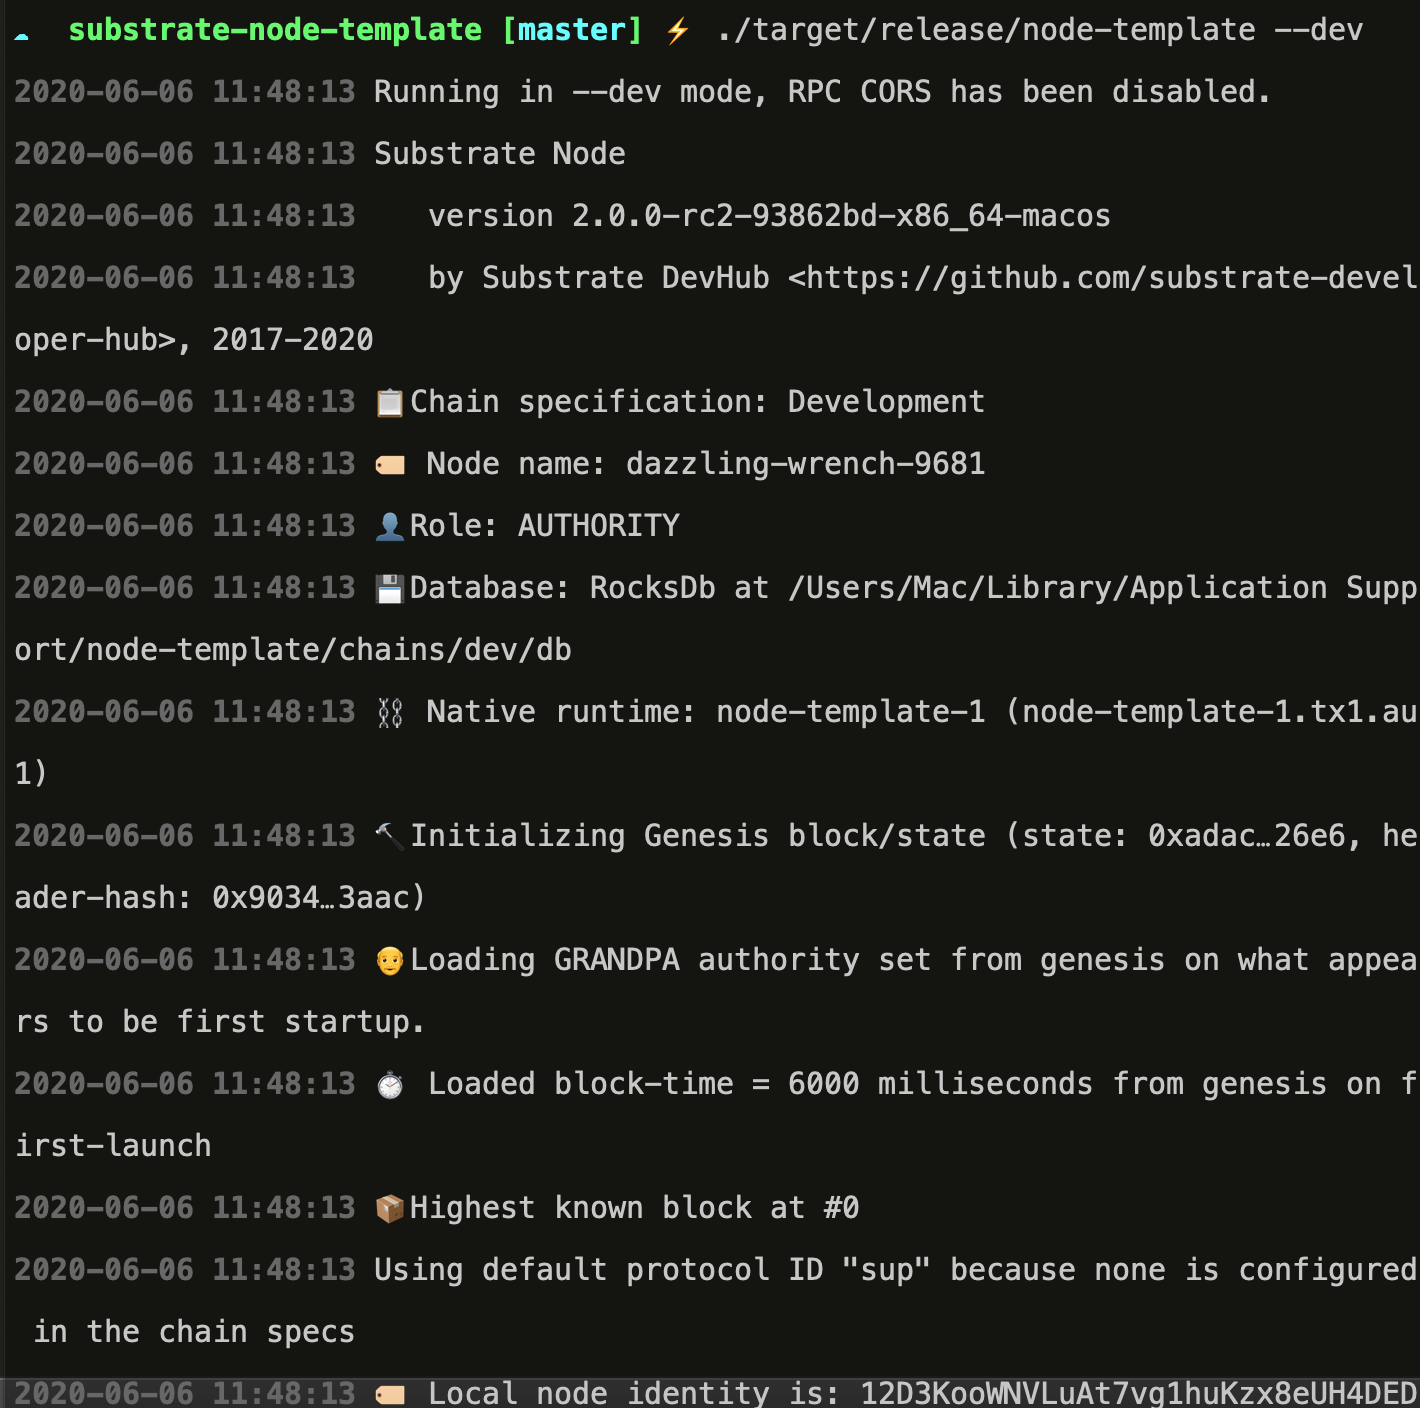 ☁ substrate-node-template [master] ⚡ ./target/release/node-template --dev
2020-06-06 11:48:13 Running in --dev mode, RPC CORS has been disabled.
2020-06-06 11:48:13 Substrate Node
2020-06-06 11:48:13    version 2.0.0-rc2-93862bd-x86_64-macos
2020-06-06 11:48:13    by Substrate DevHub <https://github.com/substrate-devel
oper-hub>, 2017-2020
2020-06-06 11:48:13 📋Chain specification: Development
2020-06-06 11:48:13 🏷 Node name: dazzling-wrench-9681
2020-06-06 11:48:13 👤Role: AUTHORITY
2020-06-06 11:48:13 💾Database: RocksDb at /Users/Mac/Library/Application Supp
ort/node-template/chains/dev/db
2020-06-06 11:48:13 ⛓ Native runtime: node-template-1 (node-template-1.tx1.au
1)
2020-06-06 11:48:13 🔨Initializing Genesis block/state (state: 0xadac…26e6, he
ader-hash: 0x9034…3aac)
2020-06-06 11:48:13 👴Loading GRANDPA authority set from genesis on what appea
rs to be first startup.
2020-06-06 11:48:13 ⏱ Loaded block-time = 6000 milliseconds from genesis on f
irst-launch
2020-06-06 11:48:13 📦Highest known block at #0
2020-06-06 11:48:13 Using default protocol ID "sup" because none is configured
 in the chain specs
2020-06-06 11:48:13 🏷 Local node identity is: 12D3KooWNVLuAt7vg1huKzx8eUH4DED